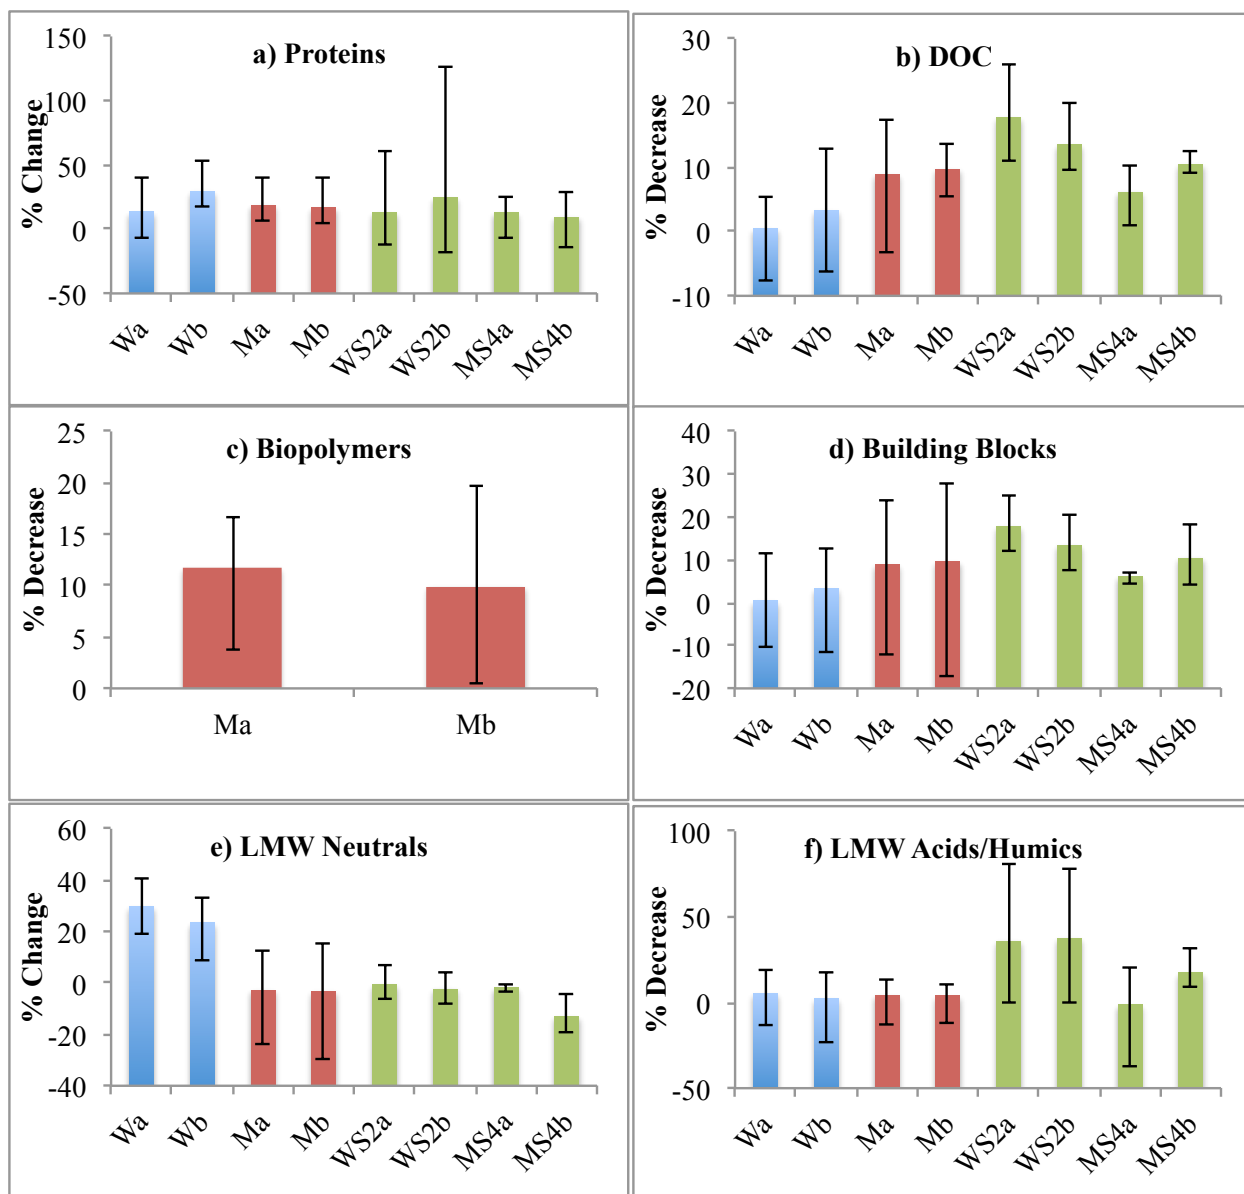 a) Proteins
% Change
150
100
50
0
-50
Wa Wb Ma Mb WS2a WS2b MS4a MS4b
b) DOC
% Decrease
30
20
10
0
-10
Wa Wb Ma Mb WS2a WS2b MS4a MS4b
c) Biopolymers
% Decrease
25
20
15
10
5
0
Ma Mb
d) Building Blocks
% Decrease
40
30
20
10
0
-10
-20
Wa Wb Ma Mb WS2a WS2b MS4a MS4b
e) LMW Neutrals
% Change
60
40
20
0
-20
-40
Wa Wb Ma Mb WS2a WS2b MS4a MS4b
f) LMW Acids/Humics
% Decrease
100
50
0
-50
Wa Wb Ma Mb WS2a WS2b MS4a MS4b